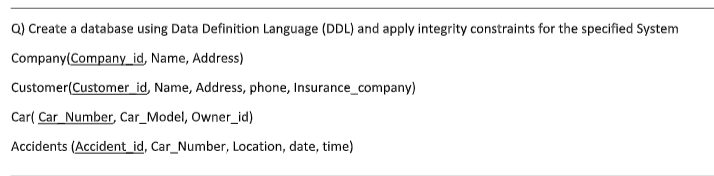 Q) Create a database using Data Definition Language (DDL) and apply integrity constraints for the specified System
Company(Company_id, Name, Address)
Customer(Customer_id, Name, Address, phone, Insurance_company)
Car( Car_Number, Car_Model, Owner_id)
Accidents (Accident_id, Car_Number, Location, date, time)